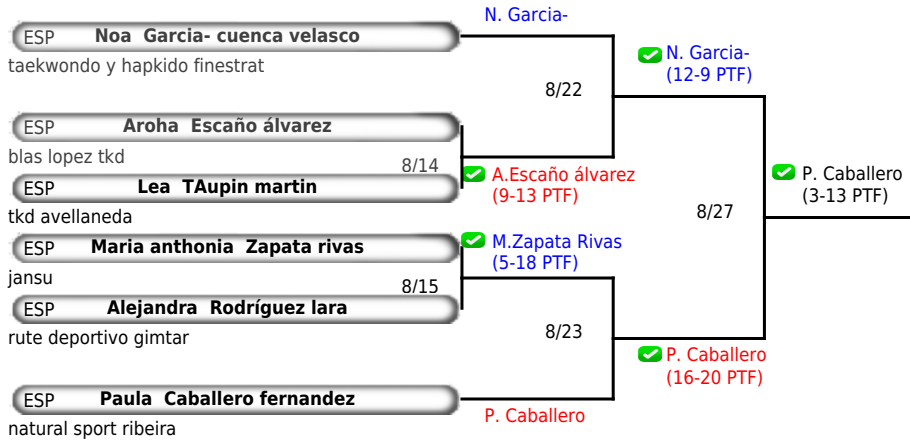 N. Garcia-
ESP Noa Garcia- cuenca velasco
taekwondo y hapkido finestrat
N. Garcia-
(12-9 PTF)
8/22
ESP Aroha Escaño álvarez
blas lopez tkd
8/14
A.Escaño álvarez
(9-13 PTF)
ESP Lea TAupin martin
tkd avellaneda
P. Caballero
(3-13 PTF)
8/27
ESP Maria anthonia Zapata rivas
jansu
M.Zapata Rivas
(5-18 PTF)
8/15
ESP Alejandra Rodríguez lara
rute deportivo gimtar
8/23
P. Caballero
(16-20 PTF)
ESP Paula Caballero fernandez
natural sport ribeira
P. Caballero